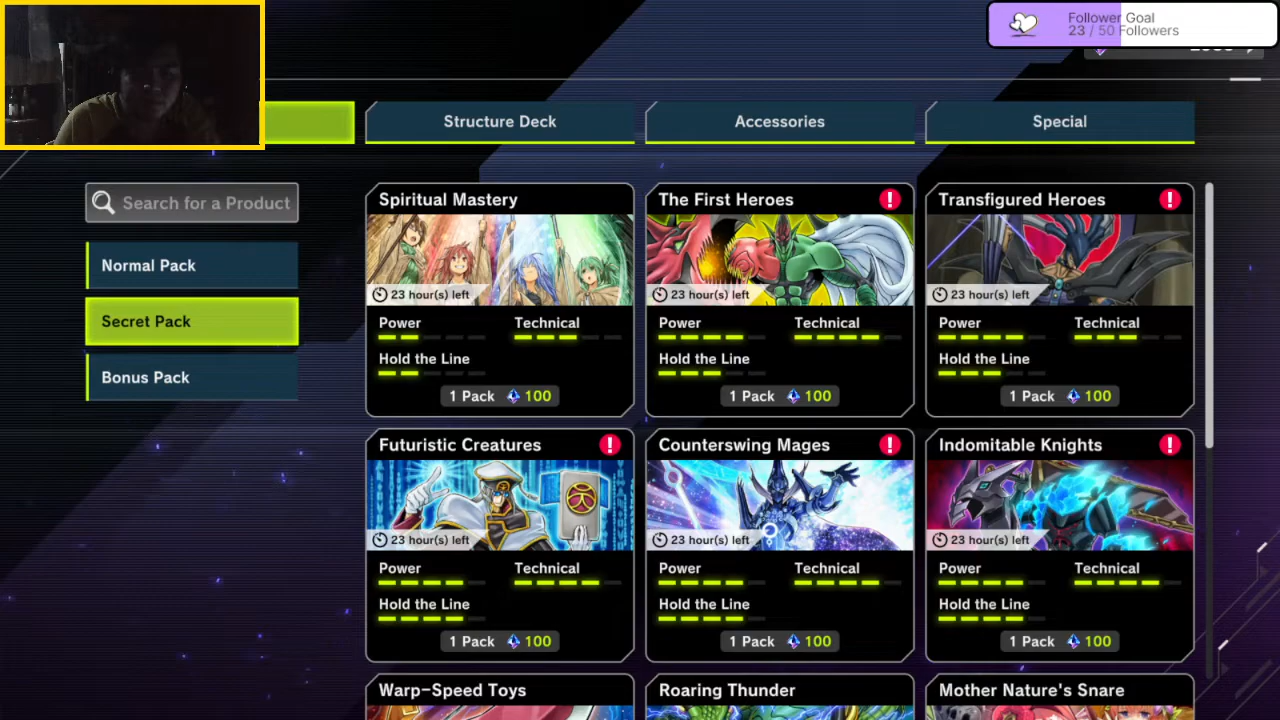 Follower Goal
23 / 50 Followers
Structure Deck
Accessories
Special
Search for a Product
Normal Pack
Secret Pack
Bonus Pack
Spiritual Mastery
23 hour(s) left
Power
Technical
Hold the Line
1 Pack 100
The First Heroes
!
23 hour(s) left
Power
Technical
Hold the Line
1 Pack 100
Transfigured Heroes
!
23 hour(s) left
Power
Technical
Hold the Line
1 Pack 100
Futuristic Creatures
!
23 hour(s) left
Power
Technical
Hold the Line
1 Pack 100
Counterswing Mages
!
23 hour(s) left
Power
Technical
Hold the Line
1 Pack 100
Indomitable Knights
!
23 hour(s) left
Power
Technical
Hold the Line
1 Pack 100
Warp-Speed Toys
Roaring Thunder
Mother Nature's Snare